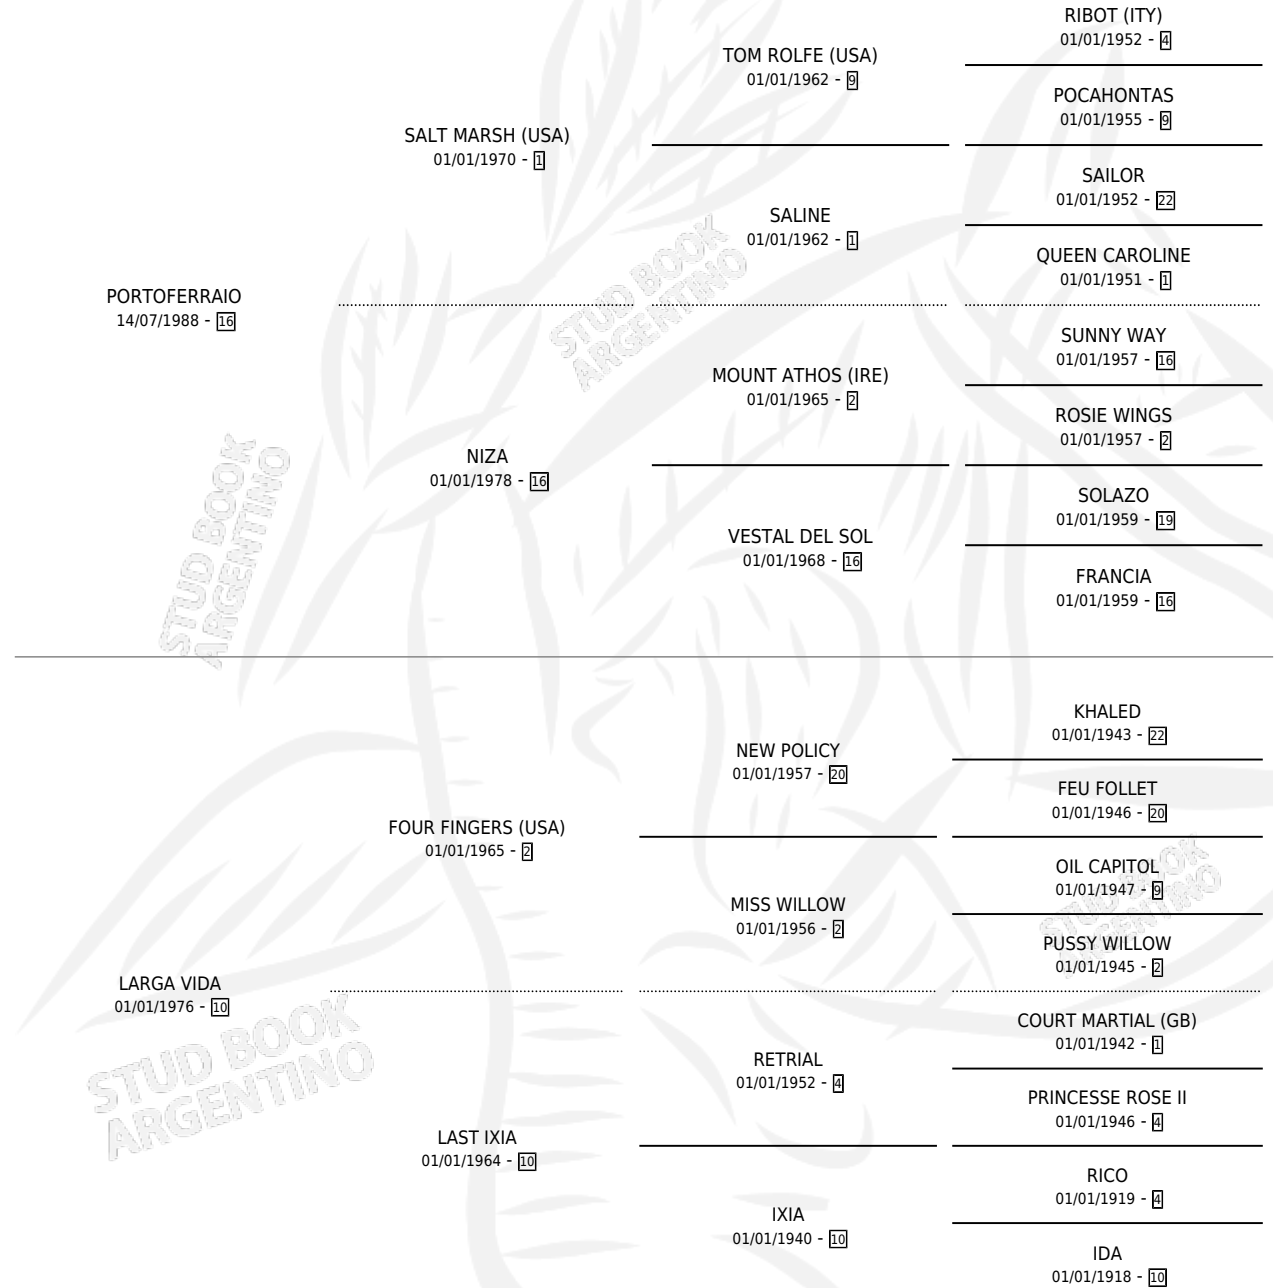 RIBOT (ITY)
01/01/1952 - 4
TOM ROLFE (USA)
01/01/1962 - 9
POCAHONTAS
01/01/1955 - 9
SALT MARSH (USA)
01/01/1970 - 1
SAILOR
01/01/1952 - 22
SALINE
01/01/1962 - 1
QUEEN CAROLINE
01/01/1951 - 1
PORTOFERRAIO
14/07/1988 - 16
STUD BOOK
ARGENTINO
SUNNY WAY
01/01/1957 - 16
MOUNT ATHOS (IRE)
01/01/1965 - 2
ROSIE WINGS
01/01/1957 - 2
NIZA
01/01/1978 - 16
STUD BOOK
ARGENTINO
SOLAZO
01/01/1959 - 19
VESTAL DEL SOL
01/01/1968 - 16
FRANCIA
01/01/1959 - 16
KHALED
01/01/1943 - 22
NEW POLICY
01/01/1957 - 20
FEU FOLLET
01/01/1946 - 20
FOUR FINGERS (USA)
01/01/1965 - 2
OIL CAPITOL
01/01/1947 - 9
STUD BOOK
ARGENTINO
MISS WILLOW
01/01/1956 - 2
PUSSY WILLOW
01/01/1945 - 2
LARGA VIDA
01/01/1976 - 10
STUD BOOK
ARGENTINO
COURT MARTIAL (GB)
01/01/1942 - 1
RETRIAL
01/01/1952 - 4
PRINCESSE ROSE II
01/01/1946 - 4
LAST IXIA
01/01/1964 - 10
RICO
01/01/1919 - 4
IXIA
01/01/1940 - 10
IDA
01/01/1918 - 10